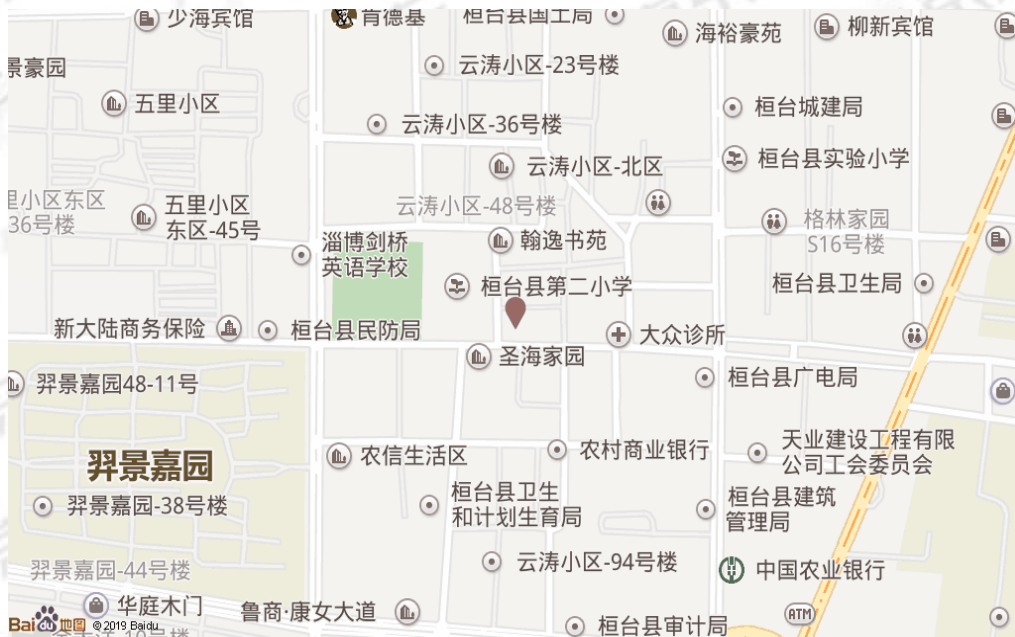 少海宾馆
肯德基
桓台县国土局
海裕豪苑
柳新宾馆
景豪园
云涛小区-23号楼
五里小区
云涛小区-36号楼
桓台城建局
云涛小区-北区
桓台县实验小学
里小区东区
36号楼
五里小区
东区-45号
云涛小区-48号楼
格林家园
S16号楼
淄博剑桥
英语学校
翰逸书苑
桓台县第二小学
桓台县卫生局
新大陆商务保险
桓台县民防局
大众诊所
圣海家园
羿景嘉园48-11号
桓台县广电局
羿景嘉园
农信生活区
农村商业银行
天业建设工程有限
公司工会委员会
羿景嘉园-38号楼
桓台县卫生
和计划生育局
桓台县建筑
管理局
羿景嘉园-44号楼
云涛小区-94号楼
中国农业银行
华庭木门
鲁商·康女大道
ATM
桓台县审计局
Bai du 地图 © 2019 Baidu